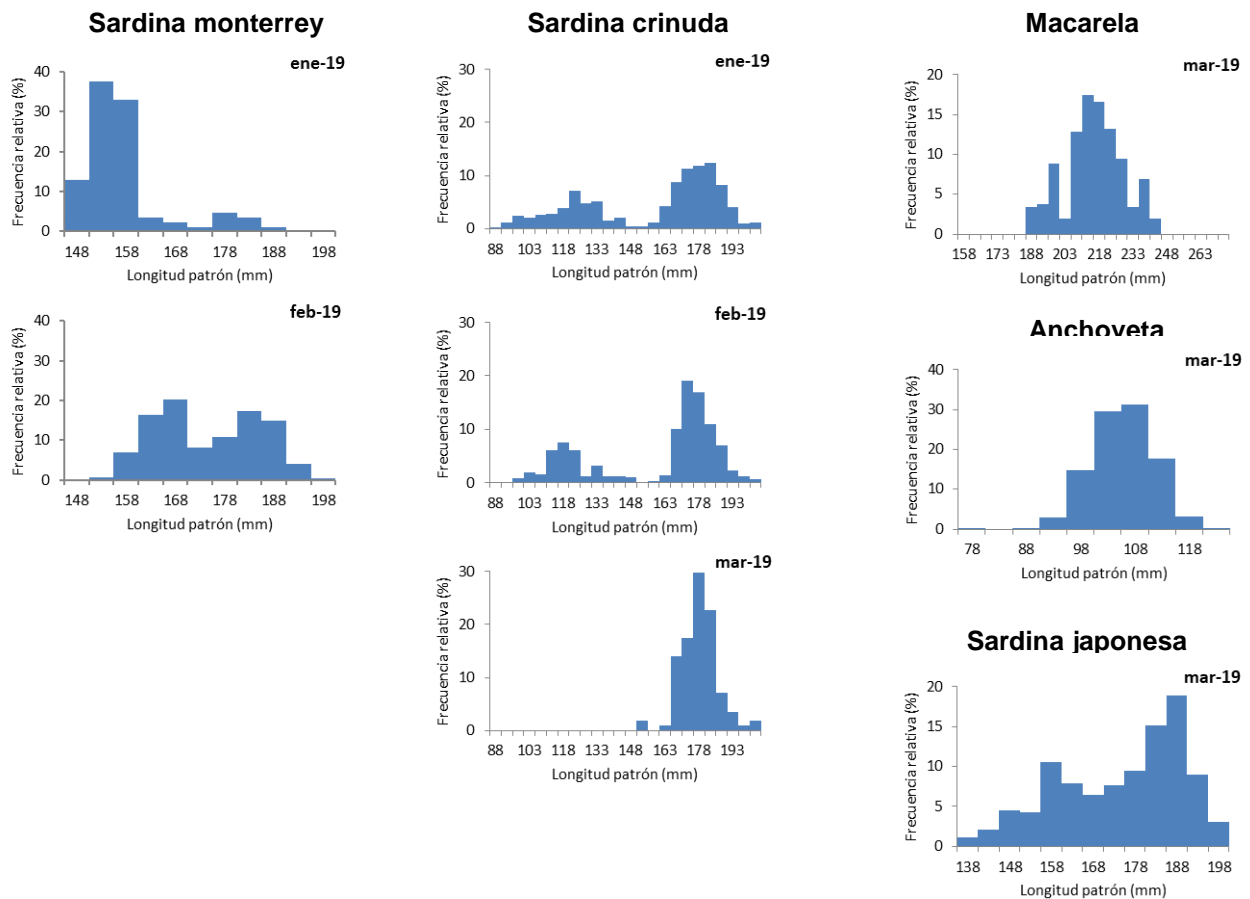 Sardina monterrey
ene-19
Frecuencia relativa (%)
40
30
20
10
0
148 158 168 178 188 198
Longitud patrón (mm)
feb-19
Frecuencia relativa (%)
40
30
20
10
0
148 158 168 178 188 198
Longitud patrón (mm)
Sardina crinuda
ene-19
Frecuencia relativa (%)
30
20
10
0
88 103 118 133 148 163 178 193
Longitud patrón (mm)
feb-19
Frecuencia relativa (%)
30
20
10
0
88 103 118 133 148 163 178 193
Longitud patrón (mm)
mar-19
Frecuencia relativa (%)
30
20
10
0
88 103 118 133 148 163 178 193
Longitud patrón (mm)
Macarela
mar-19
Frecuencia relativa (%)
20
15
10
5
0
158 173 188 203 218 233 248 263
Longitud patrón (mm)
Anchoveta
mar-19
Frecuencia relativa (%)
40
30
20
10
0
78 88 98 108 118
Longitud patrón (mm)
Sardina japonesa
mar-19
Frecuencia relativa (%)
20
15
10
5
0
138 148 158 168 178 188 198
Longitud patrón (mm)